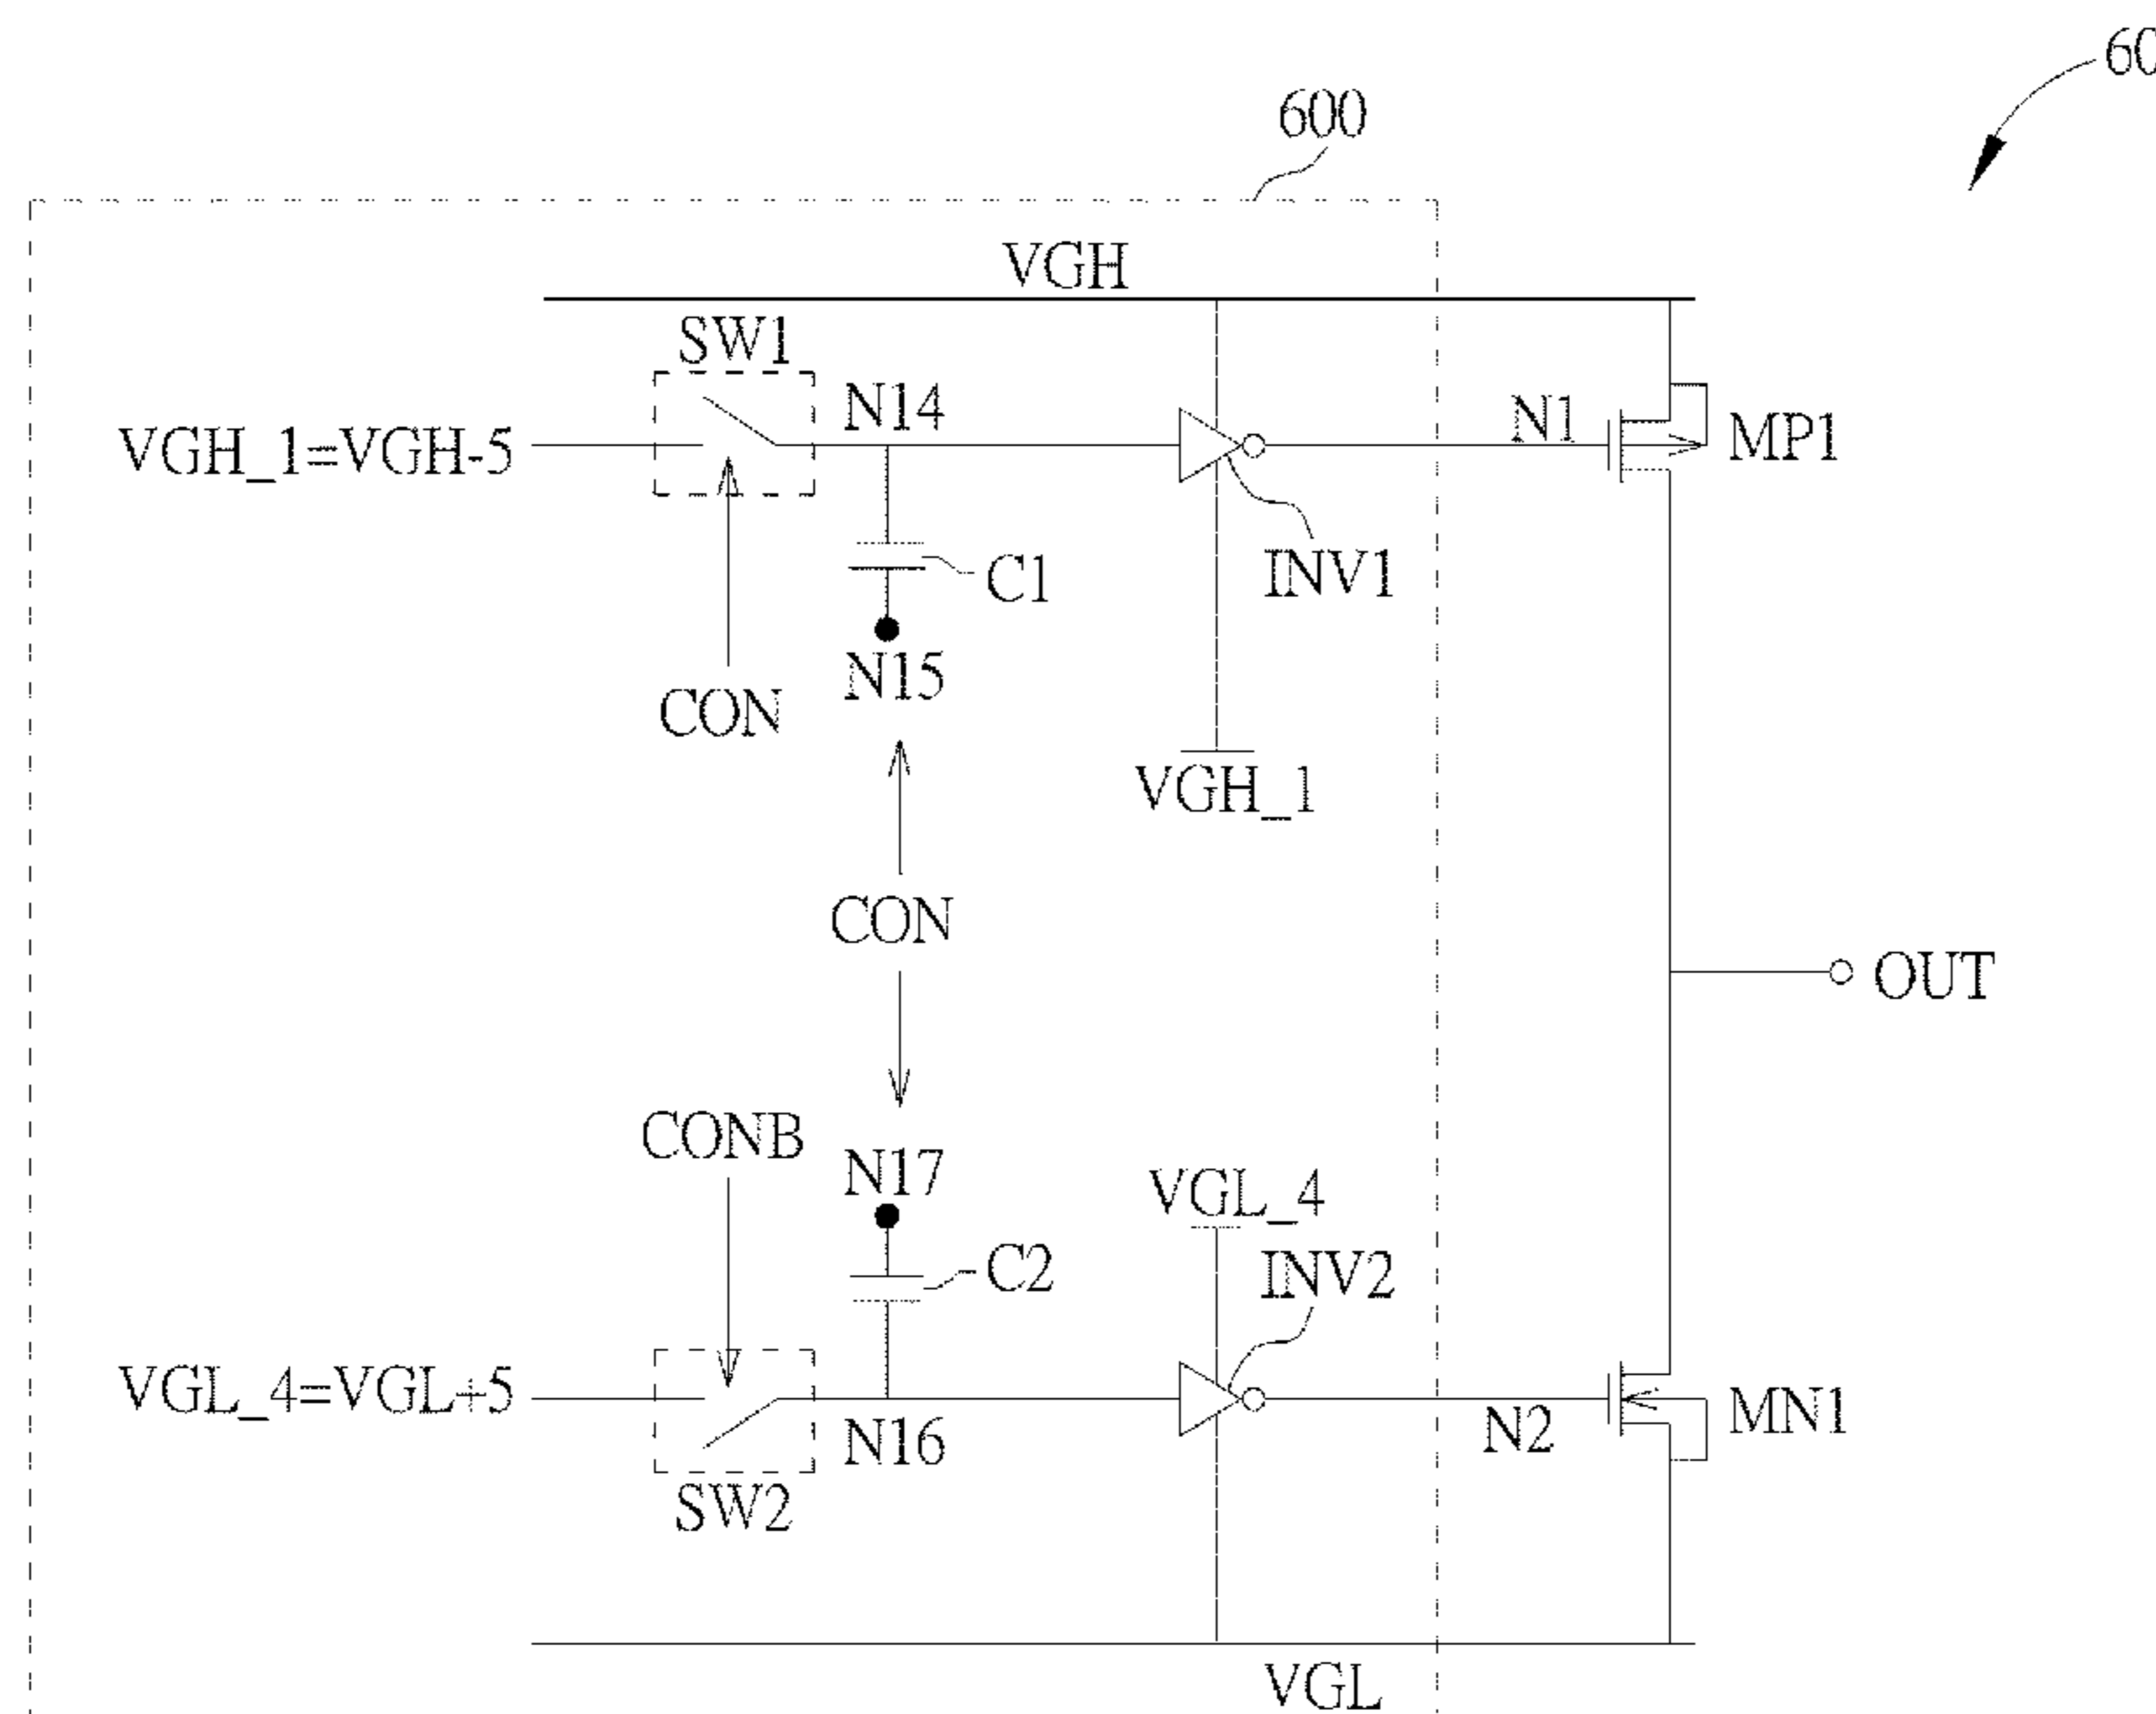 60
600
VGH
SW1
VGH_1=VGH-5
N14
N1
MP1
C1
INV1
N15
CON
VGH_1
CON
OUT
CONB
N17
VGL_4
C2
INV2
VGL_4=VGL+5
N16
N2
MN1
SW2
VGL